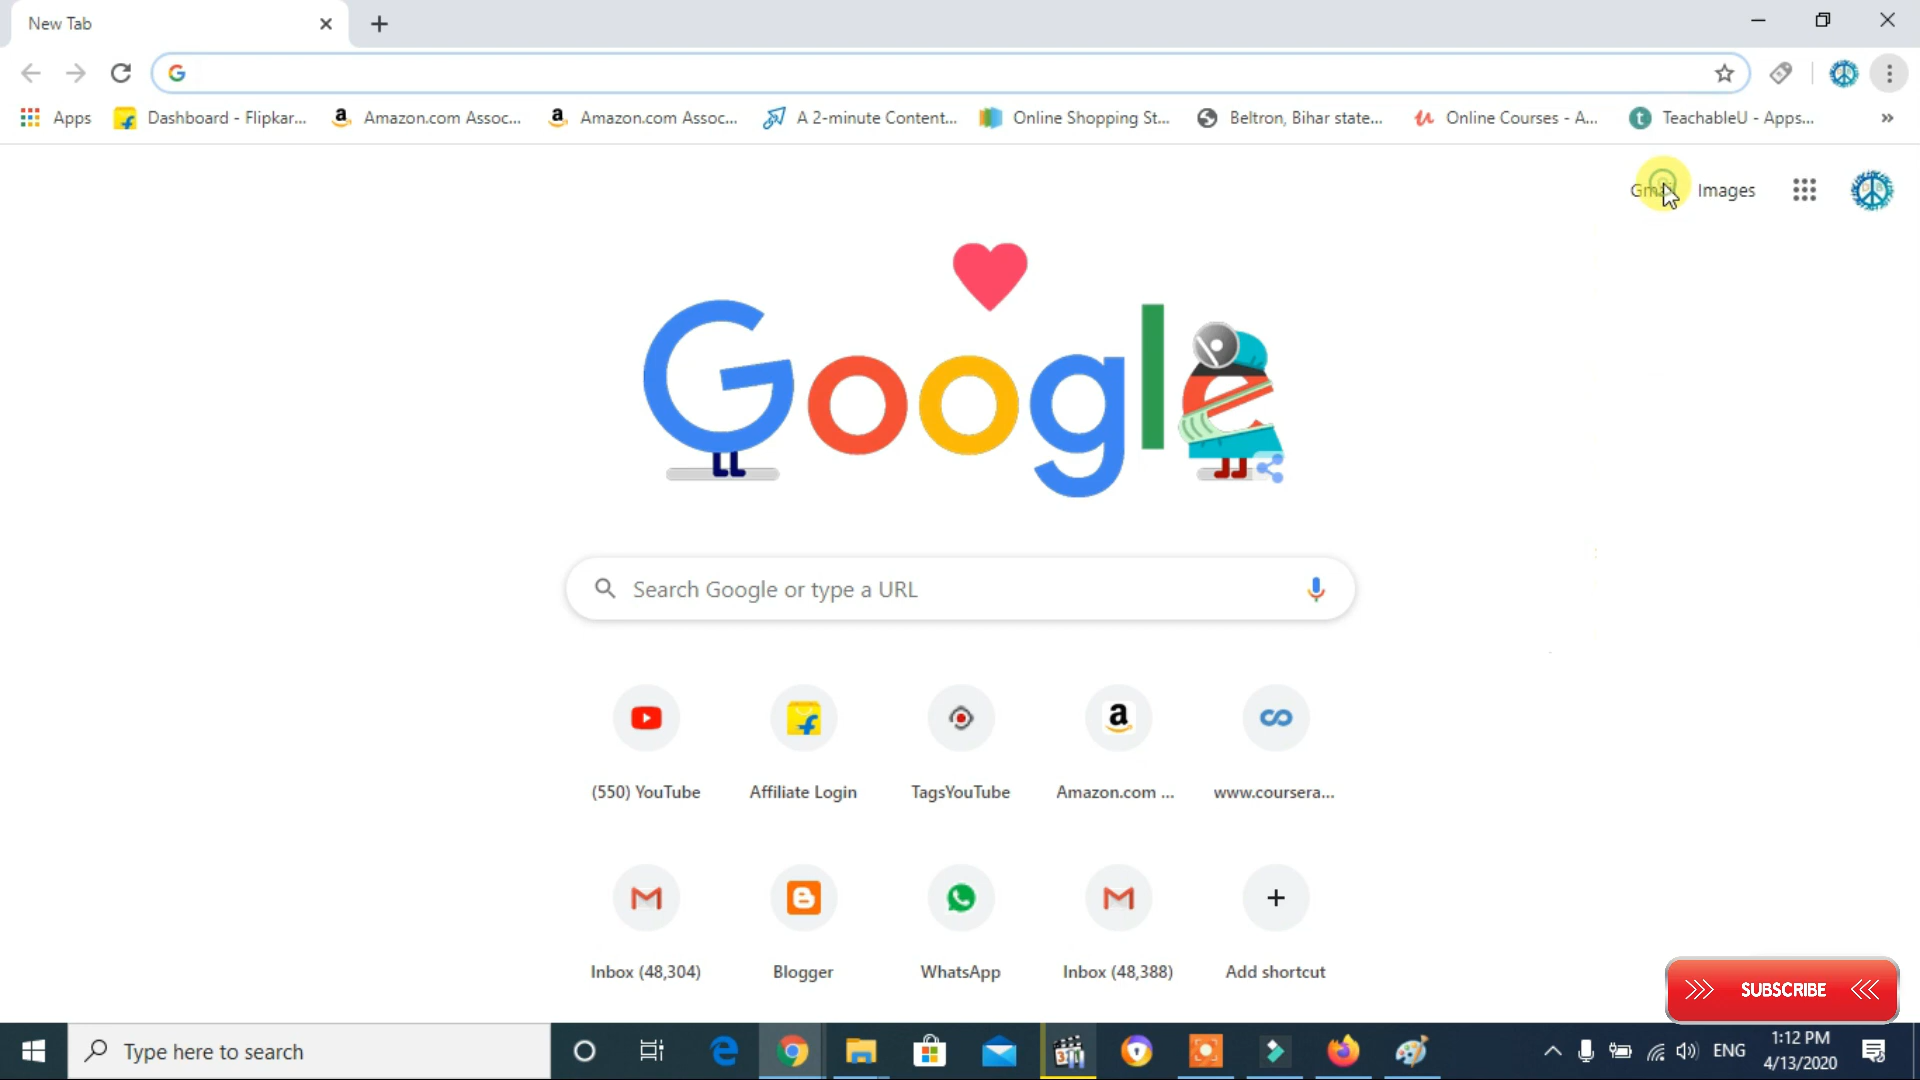 New Tab
Apps
Dashboard - Flipkar...
Amazon.com Assoc...
Amazon.com Assoc...
A 2-minute Content...
Online Shopping St...
Beltron, Bihar state...
Online Courses - A...
TeachableU - Apps...
Gmail
Images
Google
Search Google or type a URL
(550) YouTube
Affiliate Login
TagsYouTube
Amazon.com ...
www.coursera...
Inbox (48,304)
Blogger
WhatsApp
Inbox (48,388)
Add shortcut
SUBSCRIBE
Type here to search
ENG
1:12 PM
4/13/2020